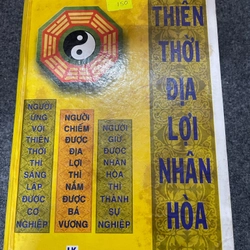 150
THIÊN
THỜI
ĐỊA
LỢI
NHÂN
HÒA
NGƯỜI
ỨNG
VỚI
THIÊN
THỜI
THÌ
SÁNG
LẬP
ĐƯỢC
CƠ
NGHIỆP
NGƯỜI
CHIẾM
ĐƯỢC
ĐỊA
LỢI
THÌ
NẮM
ĐƯỢC
BÁ
VƯƠNG
NGƯỜI
GIỮ
ĐƯỢC
NHÂN
HÒA
THÌ
THÀNH
SỰ
NGHIỆP